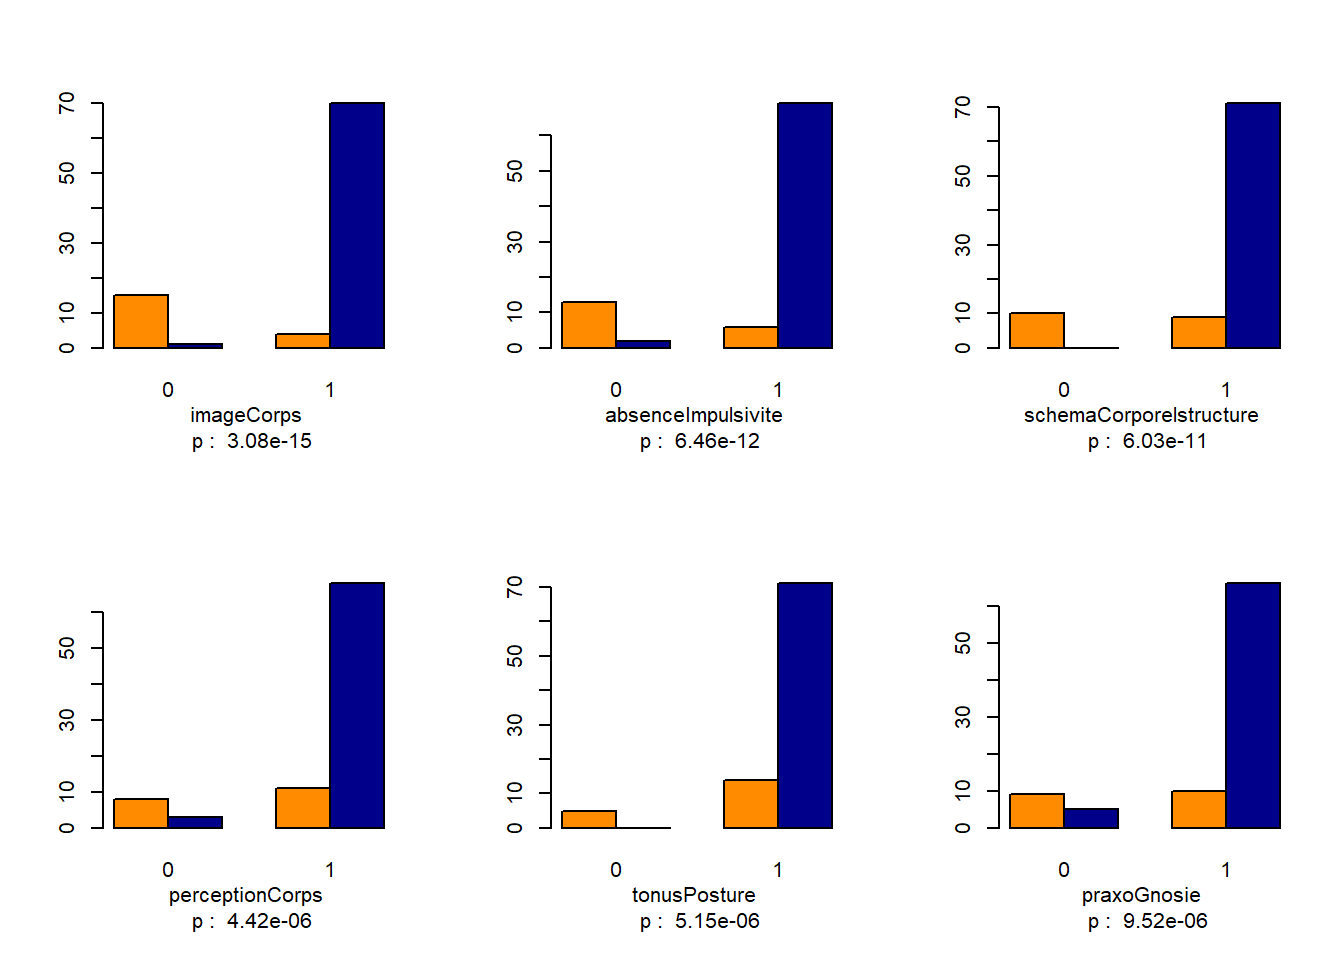 70
50
30
10
0
0 1
imageCorps
p : 3.08e-15
50
30
10
0
0 1
absenceImpulsivite
p : 6.46e-12
70
50
30
10
0
0 1
schemaCorporelstructure
p : 6.03e-11
50
30
10
0
0 1
perceptionCorps
p : 4.42e-06
70
50
30
10
0
0 1
tonusPosture
p : 5.15e-06
50
30
10
0
0 1
praxoGnosie
p : 9.52e-06